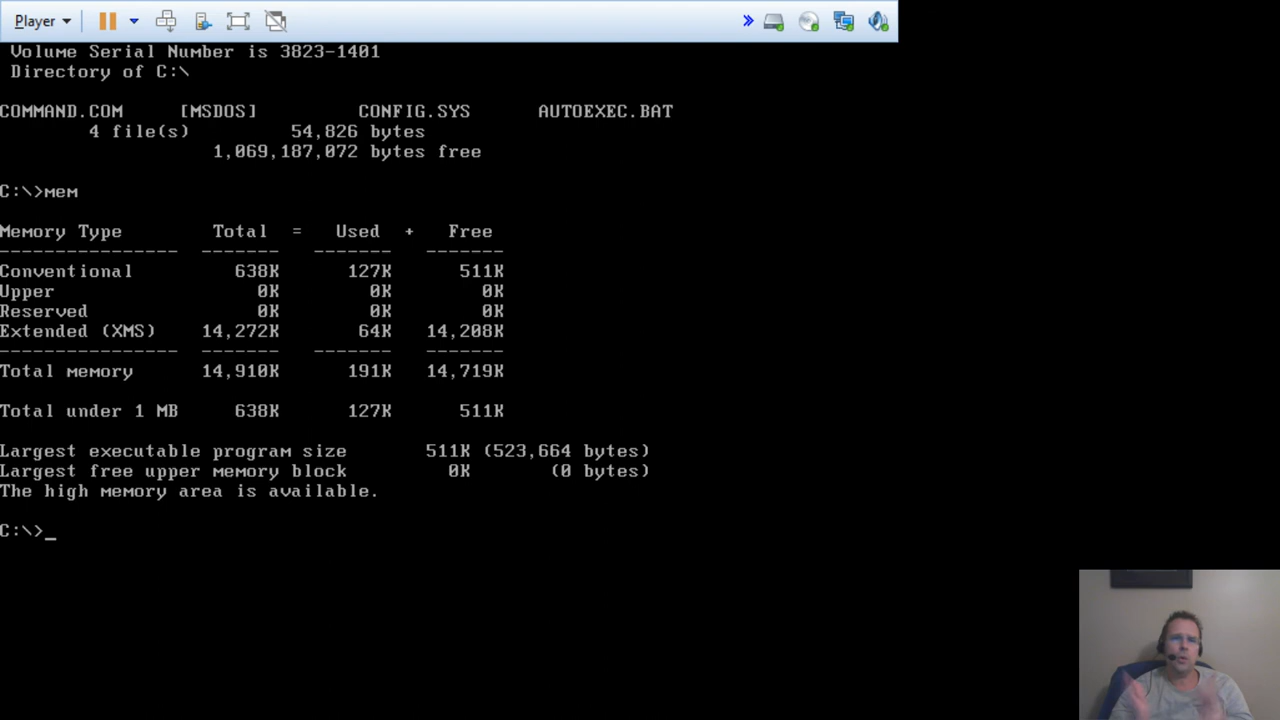 Player
Volume Serial Number is 3823-1401
Directory of C:\
COMMAND.COM [MSDOS] CONFIG.SYS AUTOEXEC.BAT
4 file(s) 54,826 bytes
1,069,187,072 bytes free
C:\>mem
Memory Type Total = Used + Free
---------------- ------- ------- -------
Conventional 638K 127K 511K
Upper 0K 0K 0K
Reserved 0K 0K 0K
Extended (XMS) 14,272K 64K 14,208K
---------------- ------- ------- -------
Total memory 14,910K 191K 14,719K
Total under 1 MB 638K 127K 511K
Largest executable program size 511K (523,664 bytes)
Largest free upper memory block 0K (0 bytes)
The high memory area is available.
C:\>_